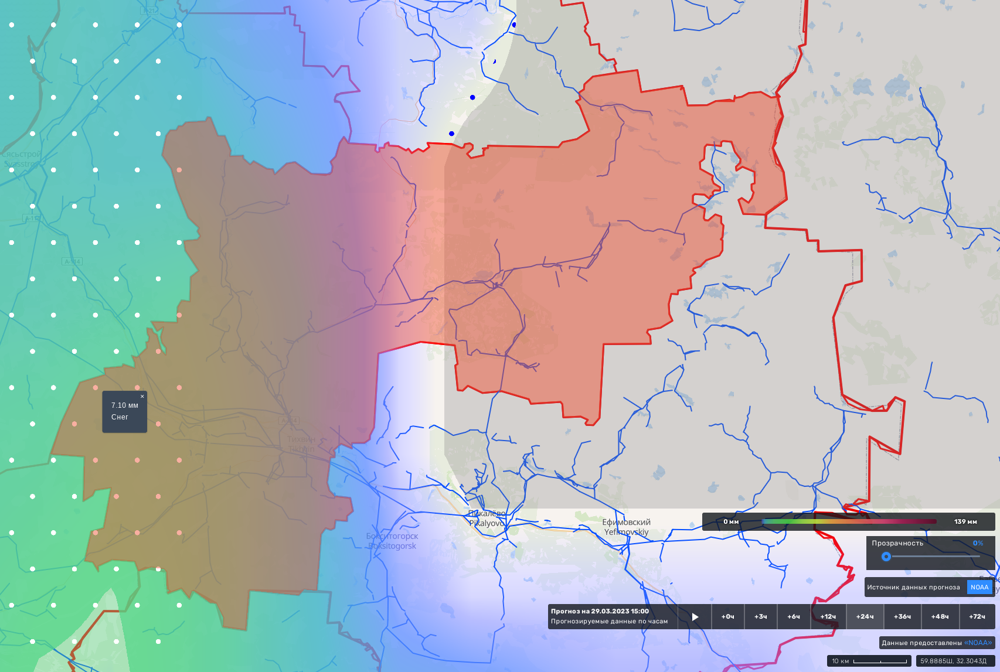 P-21
Сясьстрой
Syasstroy
A-114
A-114
7.10 мм
Снег
×
A-114
Тихвин
Tikhvin
Пикалёво
Pikalyovo
Ефимовский
Yefimovskiy
Бокситогорск
Boksitogorsk
0 мм
139 мм
Прозрачность
0%
Источник данных прогноза
NOAA
Прогноз на 29.03.2023 15:00
Прогнозируемые данные по часам
+0ч
+3ч
+6ч
+12ч
+24ч
+36ч
+48ч
+72ч
Данные предоставлены «NOAA»
10 км
59.8885Ш, 32.3043Д